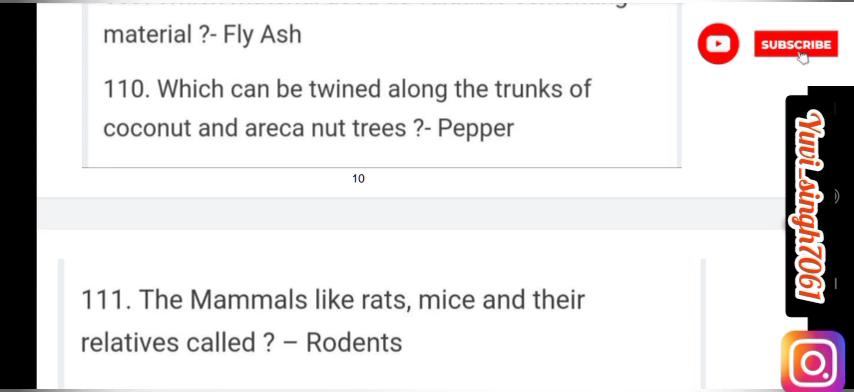 material ?- Fly Ash
110. Which can be twined along the trunks of
coconut and areca nut trees ?- Pepper
10
111. The Mammals like rats, mice and their
relatives called ? – Rodents
SUBSCRIBE
Yuvi_singh7061